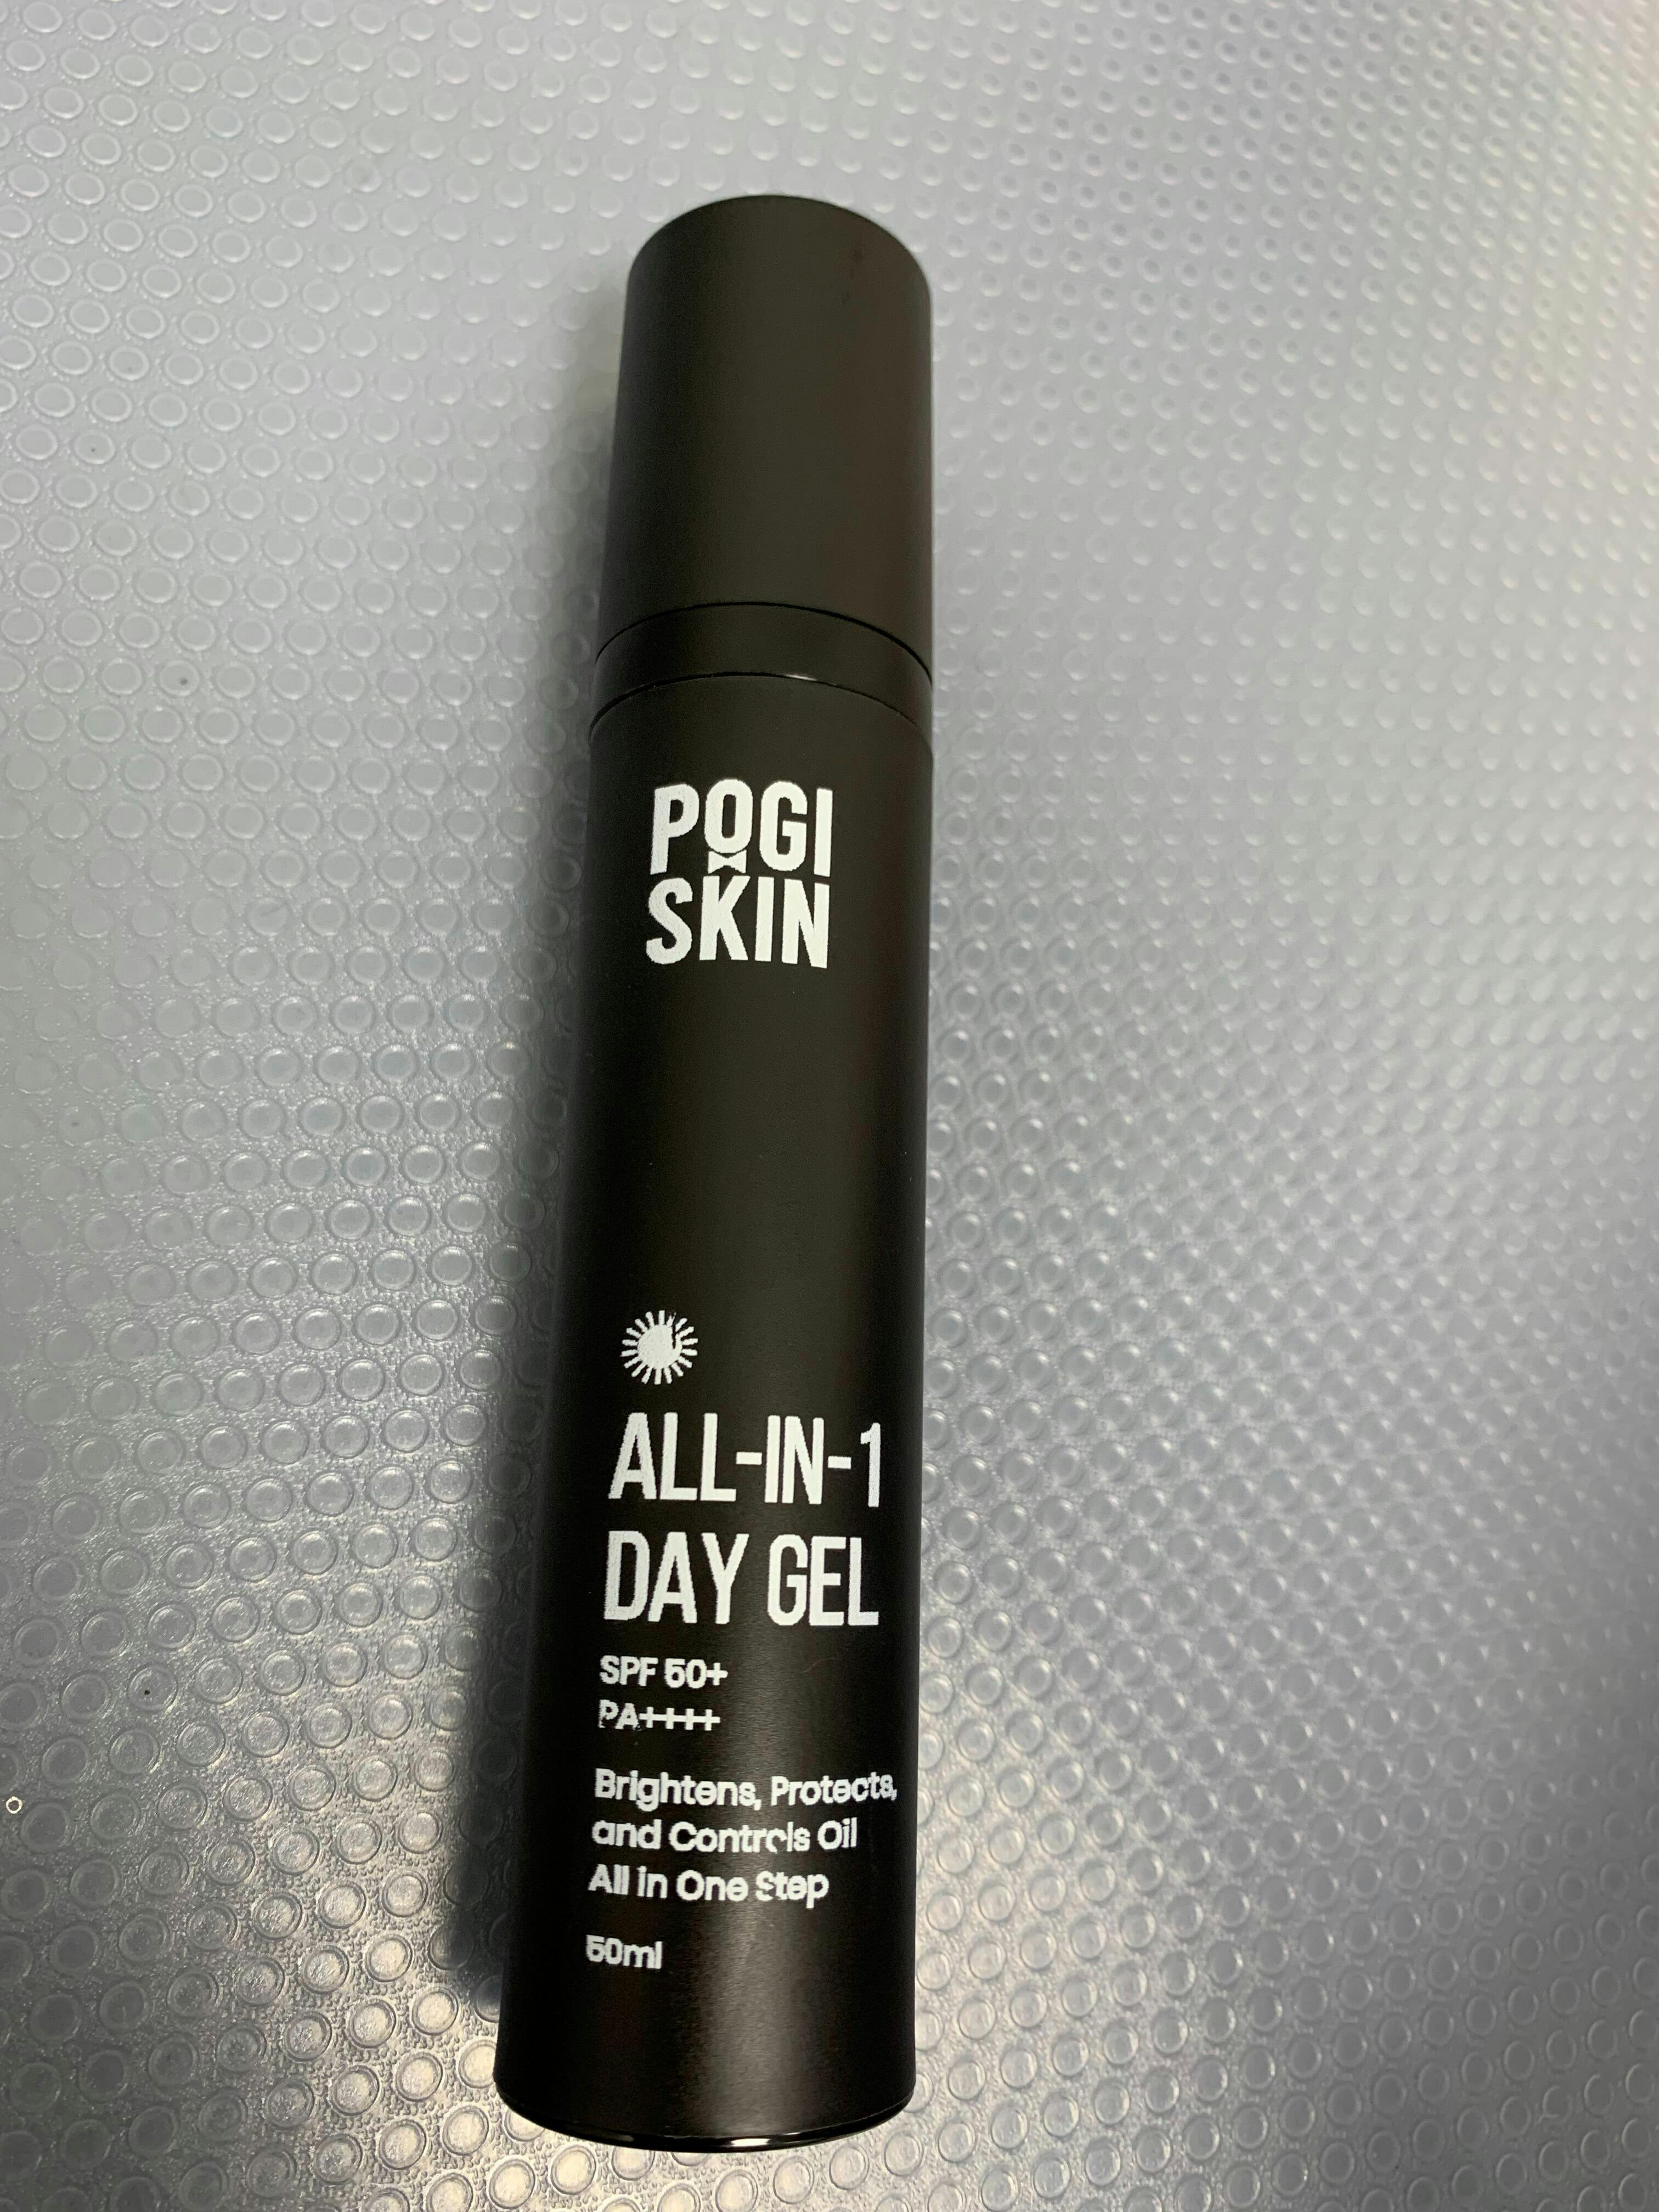 POGI
SKIN
ALL-IN-1
DAY GEL
SPF 50+
PA++++
Brightens, Protects,
and Controls Oil
All in One Step
50ml